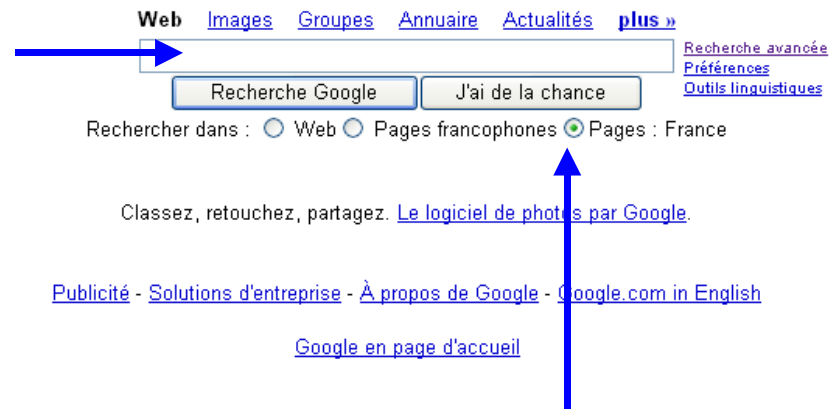 Web Images Groupes Annuaire Actualités plus »
Recherche avancée
Préférences
Outils linguistiques
Recherche Google J'ai de la chance
Rechercher dans : Web Pages francophones Pages : France
Classez, retouchez, partagez. Le logiciel de photos par Google.
Publicité - Solutions d'entreprise - À propos de Google - Google.com in English
Google en page d'accueil